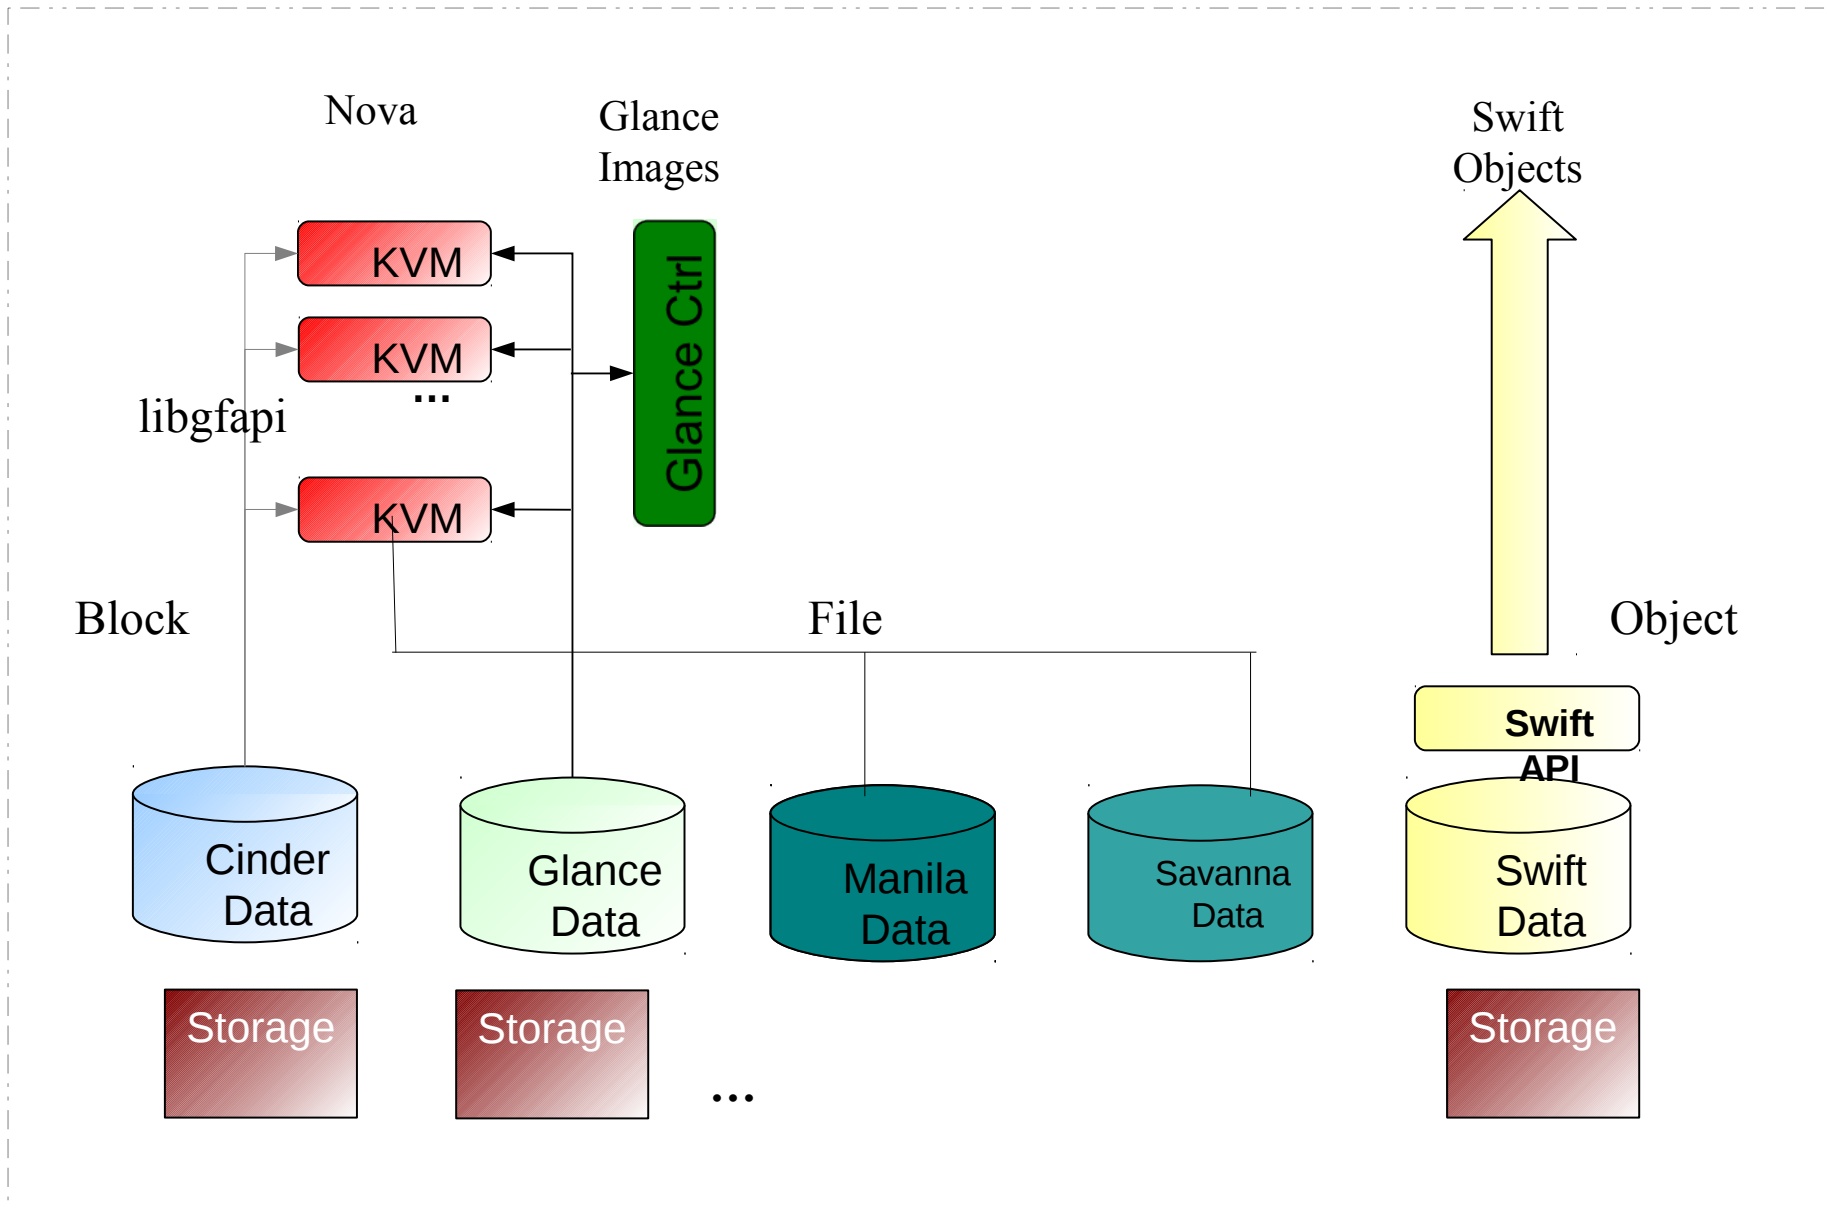 Nova
Glance
Images
Swift
Objects
KVM
KVM
...
libgfapi
KVM
Glance Ctrl
Block
File
Object
Swift
API
Cinder
Data
Glance
Data
Manila
Data
Savanna
Data
Swift
Data
Storage
Storage
...
Storage